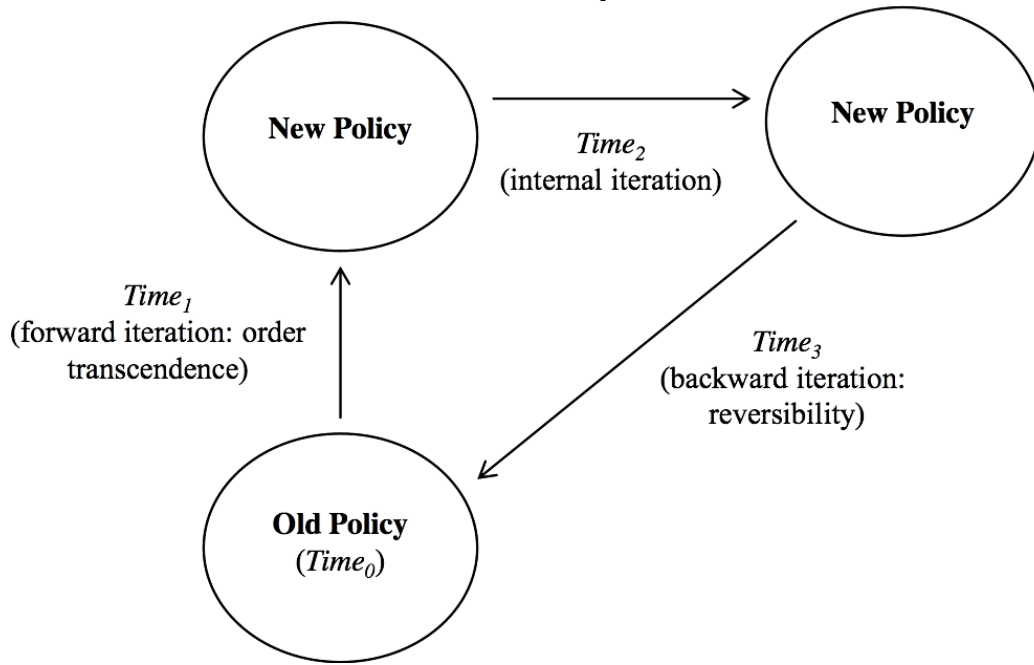 New Policy
New Policy
Time₂
(internal iteration)
Time₁
(forward iteration: order
transcendence)
Time₃
(backward iteration:
reversibility)
Old Policy
(Time₀)